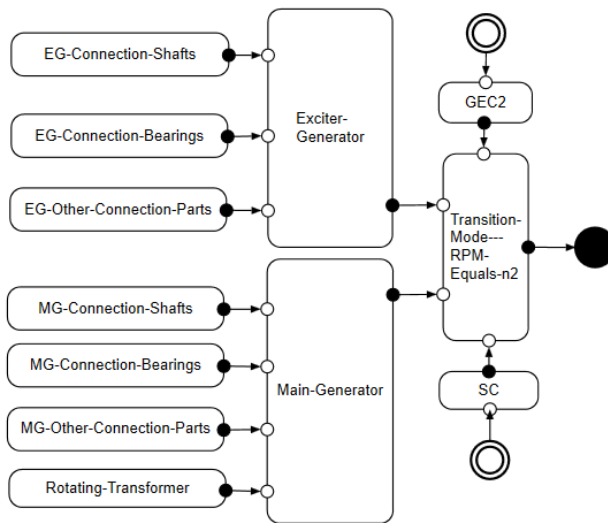 EG-Connection-Shafts
EG-Connection-Bearings
EG-Other-Connection-Parts
Exciter-
Generator
GEC2
Transition-
Mode---
RPM-
Equals-n2
MG-Connection-Shafts
MG-Connection-Bearings
MG-Other-Connection-Parts
Rotating-Transformer
Main-Generator
SC